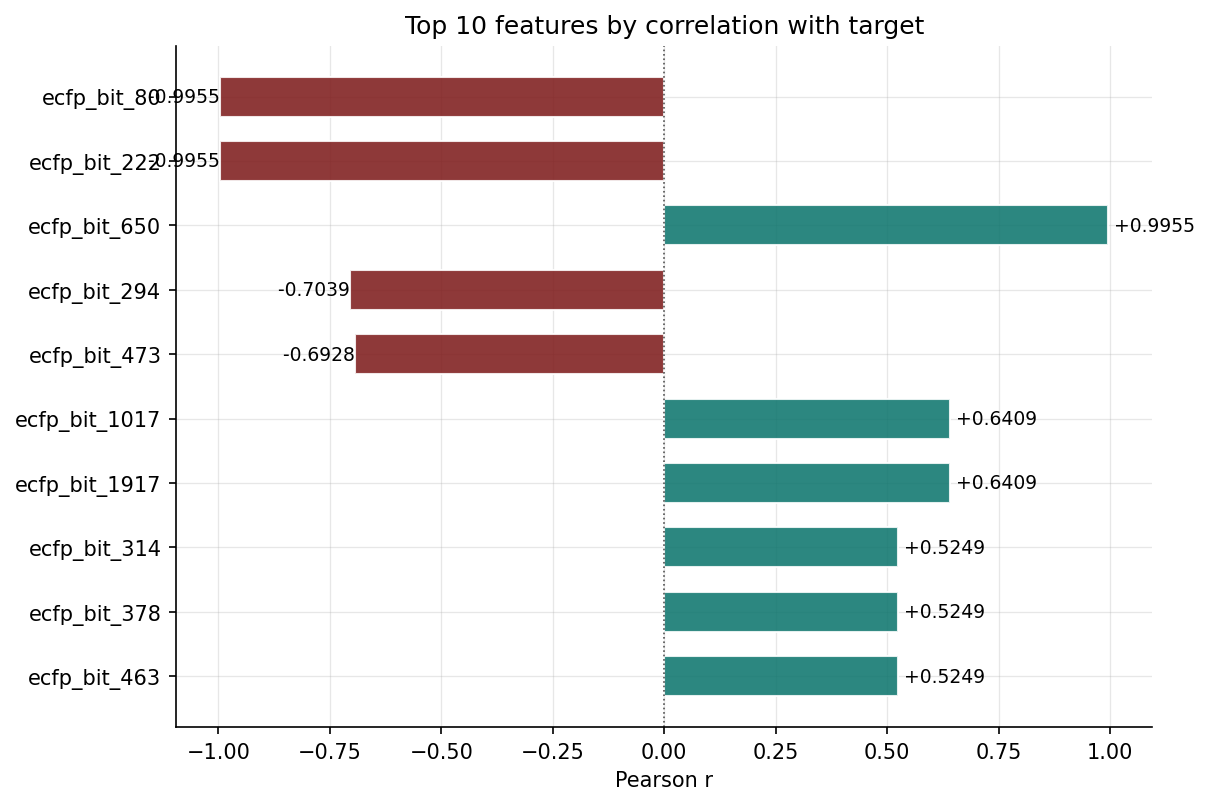 Top 10 features by correlation with target
ecfp_bit_80 -0.9955
ecfp_bit_222 -0.9955
ecfp_bit_650 +0.9955
ecfp_bit_294 -0.7039
ecfp_bit_473 -0.6928
ecfp_bit_1017 +0.6409
ecfp_bit_1917 +0.6409
ecfp_bit_314 +0.5249
ecfp_bit_378 +0.5249
ecfp_bit_463 +0.5249
−1.00 −0.75 −0.50 −0.25 0.00 0.25 0.50 0.75 1.00
Pearson r